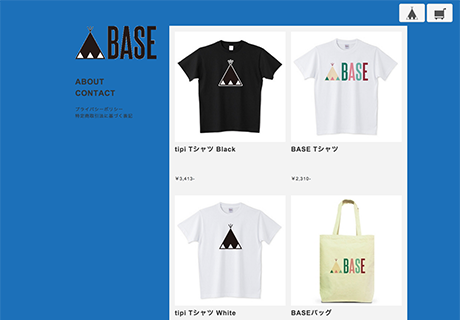 BASE
ABOUT
CONTACT
プライバシーポリシー
特定商取引法に基づく表記
BASE
tipi Tシャツ Black
BASE Tシャツ
¥3,413-
¥2,310-
BASE
tipi Tシャツ White
BASEバッグ